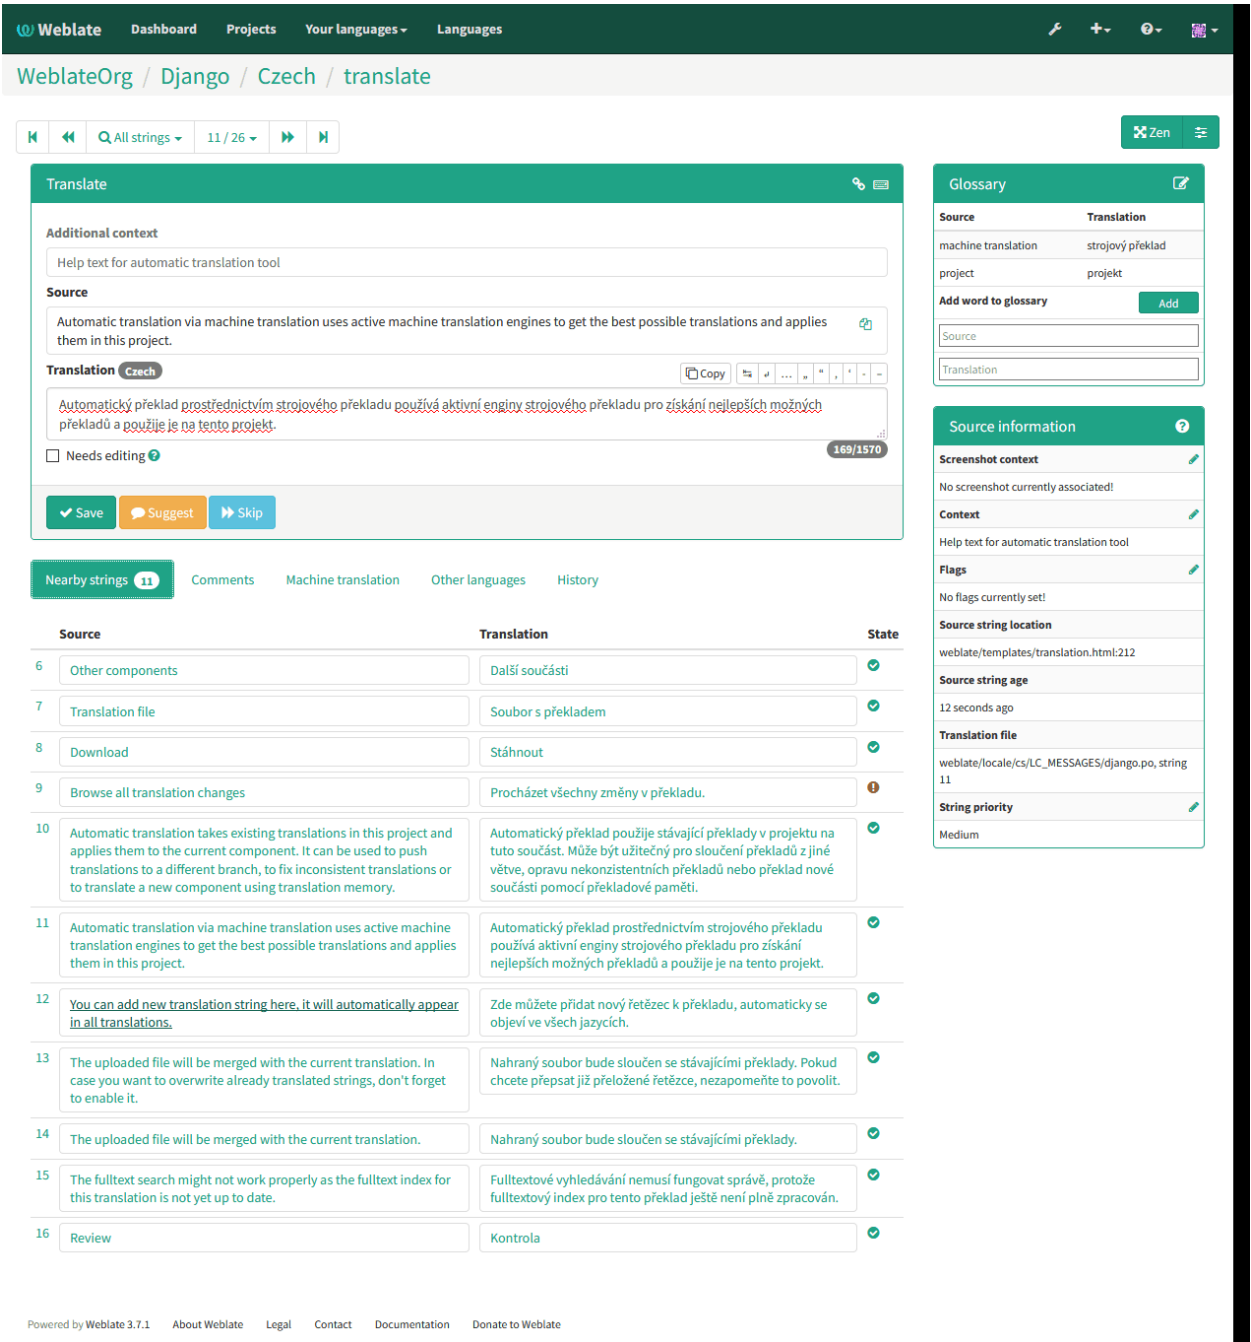 Weblate Dashboard Projects Your languages Languages
WeblateOrg / Django / Czech / translate
All strings 11 / 26
Zen
Translate
Additional context
Help text for automatic translation tool
Source
Automatic translation via machine translation uses active machine translation engines to get the best possible translations and applies
them in this project.
Translation Czech
Copy … „ “ ‚ ‘ - –
Automatický překlad prostřednictvím strojového překladu používá aktivní enginy strojového překladu pro získání nejlepších možných
překladů a použije je na tento projekt.
169/1570
Needs editing
Save Suggest Skip
Glossary
Source Translation
machine translation strojový překlad
project projekt
Add word to glossary Add
Source
Translation
Source information
Screenshot context
No screenshot currently associated!
Context
Help text for automatic translation tool
Flags
No flags currently set!
Source string location
weblate/templates/translation.html:212
Source string age
12 seconds ago
Translation file
weblate/locale/cs/LC_MESSAGES/django.po, string
11
String priority
Medium
Nearby strings 11 Comments Machine translation Other languages History
Source Translation State
6 Other components Další součásti
7 Translation file Soubor s překladem
8 Download Stáhnout
9 Browse all translation changes Procházet všechny změny v překladu.
10 Automatic translation takes existing translations in this project and
applies them to the current component. It can be used to push
translations to a different branch, to fix inconsistent translations or
to translate a new component using translation memory.
Automatický překlad použije stávající překlady v projektu na
tuto součást. Může být užitečný pro sloučení překladů z jiné
větve, opravu nekonzistentních překladů nebo překlad nové
součásti pomocí překladové paměti.
11 Automatic translation via machine translation uses active machine
translation engines to get the best possible translations and applies
them in this project.
Automatický překlad prostřednictvím strojového překladu
používá aktivní enginy strojového překladu pro získání
nejlepších možných překladů a použije je na tento projekt.
12 You can add new translation string here, it will automatically appear
in all translations.
Zde můžete přidat nový řetězec k překladu, automaticky se
objeví ve všech jazycích.
13 The uploaded file will be merged with the current translation. In
case you want to overwrite already translated strings, don't forget
to enable it.
Nahraný soubor bude sloučen se stávajícími překlady. Pokud
chcete přepsat již přeložené řetězce, nezapomeňte to povolit.
14 The uploaded file will be merged with the current translation. Nahraný soubor bude sloučen se stávajícími překlady.
15 The fulltext search might not work properly as the fulltext index for
this translation is not yet up to date.
Fulltextové vyhledávání nemusí fungovat správě, protože
fulltextový index pro tento překlad ještě není plně zpracován.
16 Review Kontrola
Powered by Weblate 3.7.1 About Weblate Legal Contact Documentation Donate to Weblate